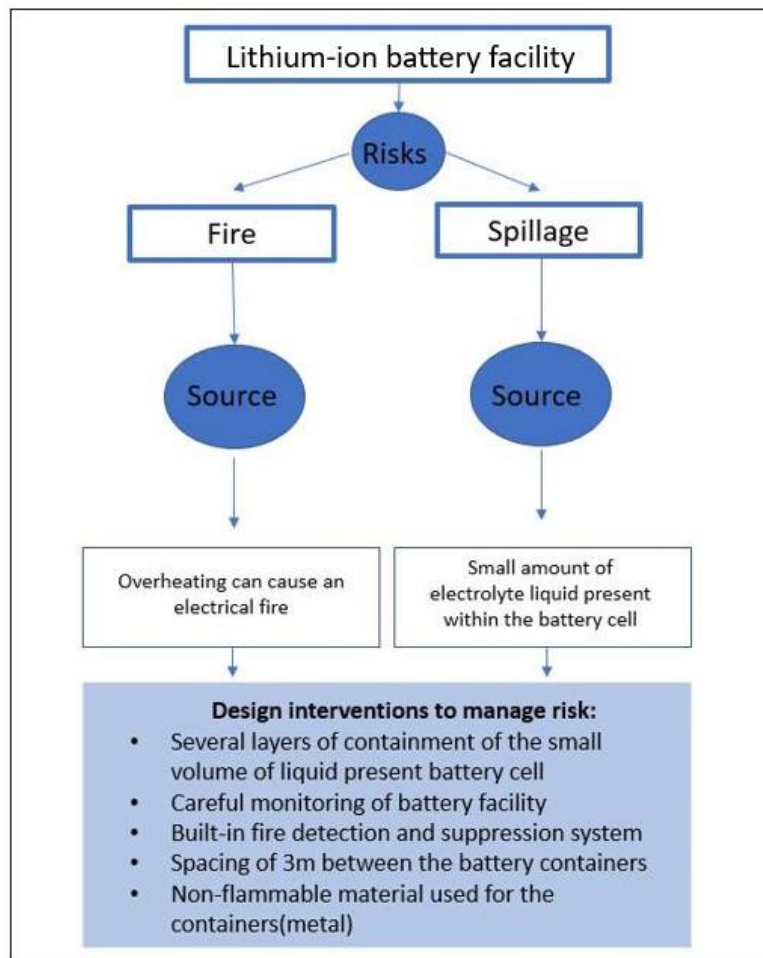 Lithium-ion battery facility
Risks
Fire
Spillage
Source
Source
Overheating can cause an
electrical fire
Small amount of
electrolyte liquid present
within the battery cell
Design interventions to manage risk:
• Several layers of containment of the small
volume of liquid present battery cell
• Careful monitoring of battery facility
• Built-in fire detection and suppression system
• Spacing of 3m between the battery containers
• Non-flammable material used for the
containers(metal)